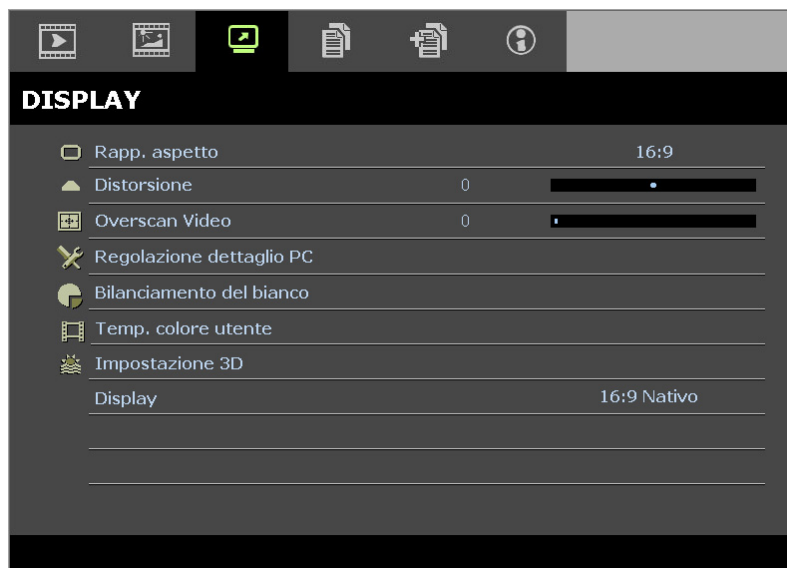 DISPLAY
Rapp. aspetto 16:9
Distorsione 0
Overscan Video 0
Regolazione dettaglio PC
Bilanciamento del bianco
Temp. colore utente
Impostazione 3D
Display 16:9 Nativo